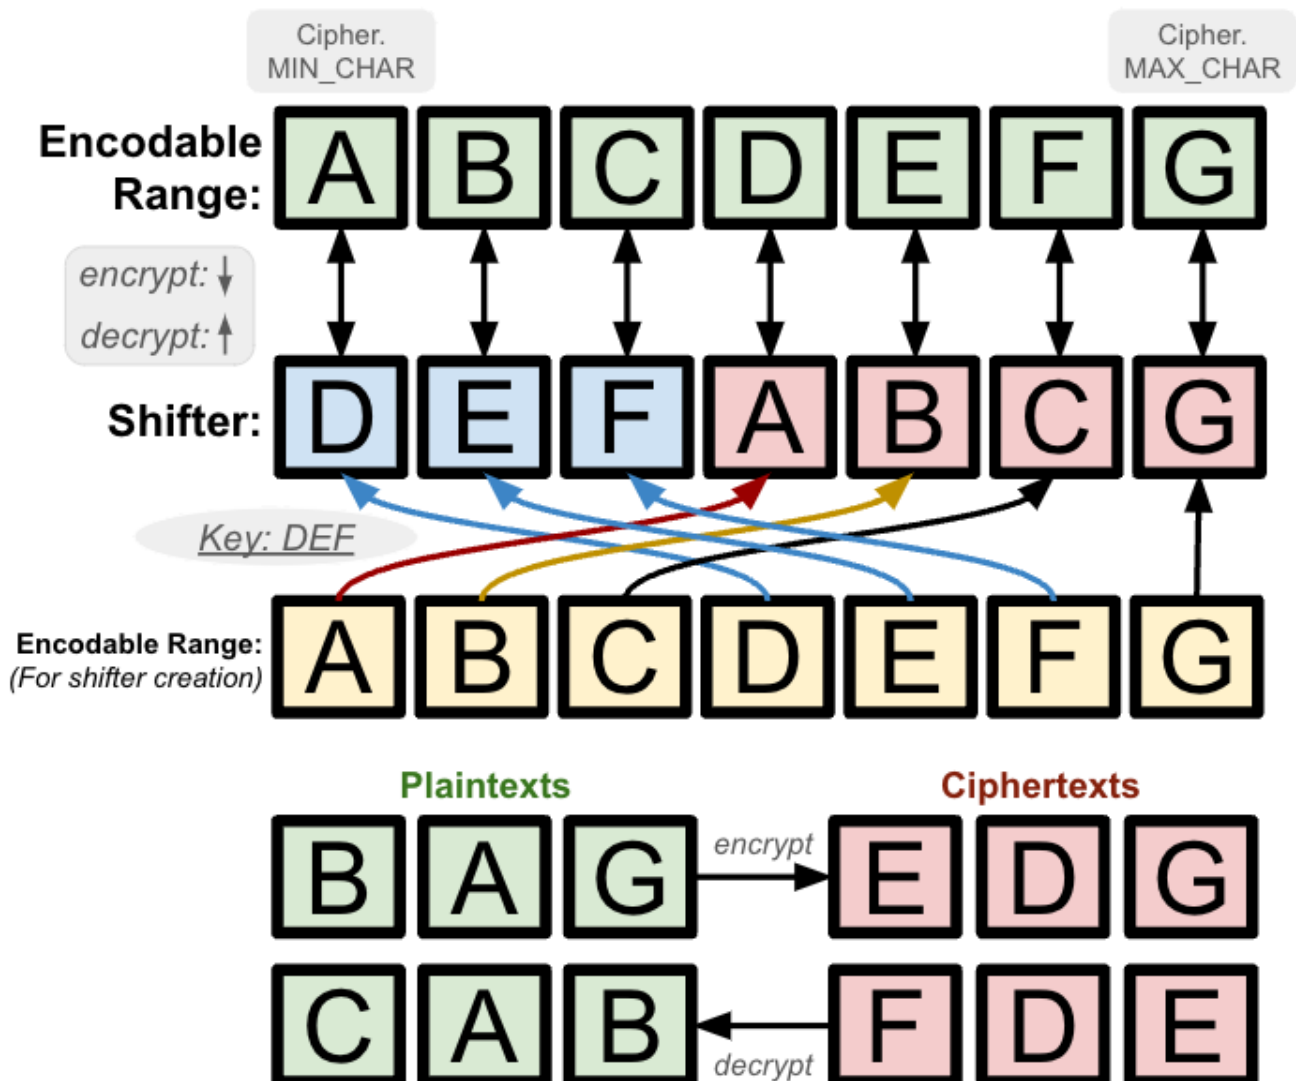 Cipher.
MIN_CHAR
Cipher.
MAX_CHAR
Encodable
Range:
A B C D E F G
encrypt:
decrypt:
Shifter:
D E F A B C G
Key: DEF
Encodable Range:
(For shifter creation)
A B C D E F G
Plaintexts
Ciphertexts
B A G
encrypt
E D G
C A B
decrypt
F D E